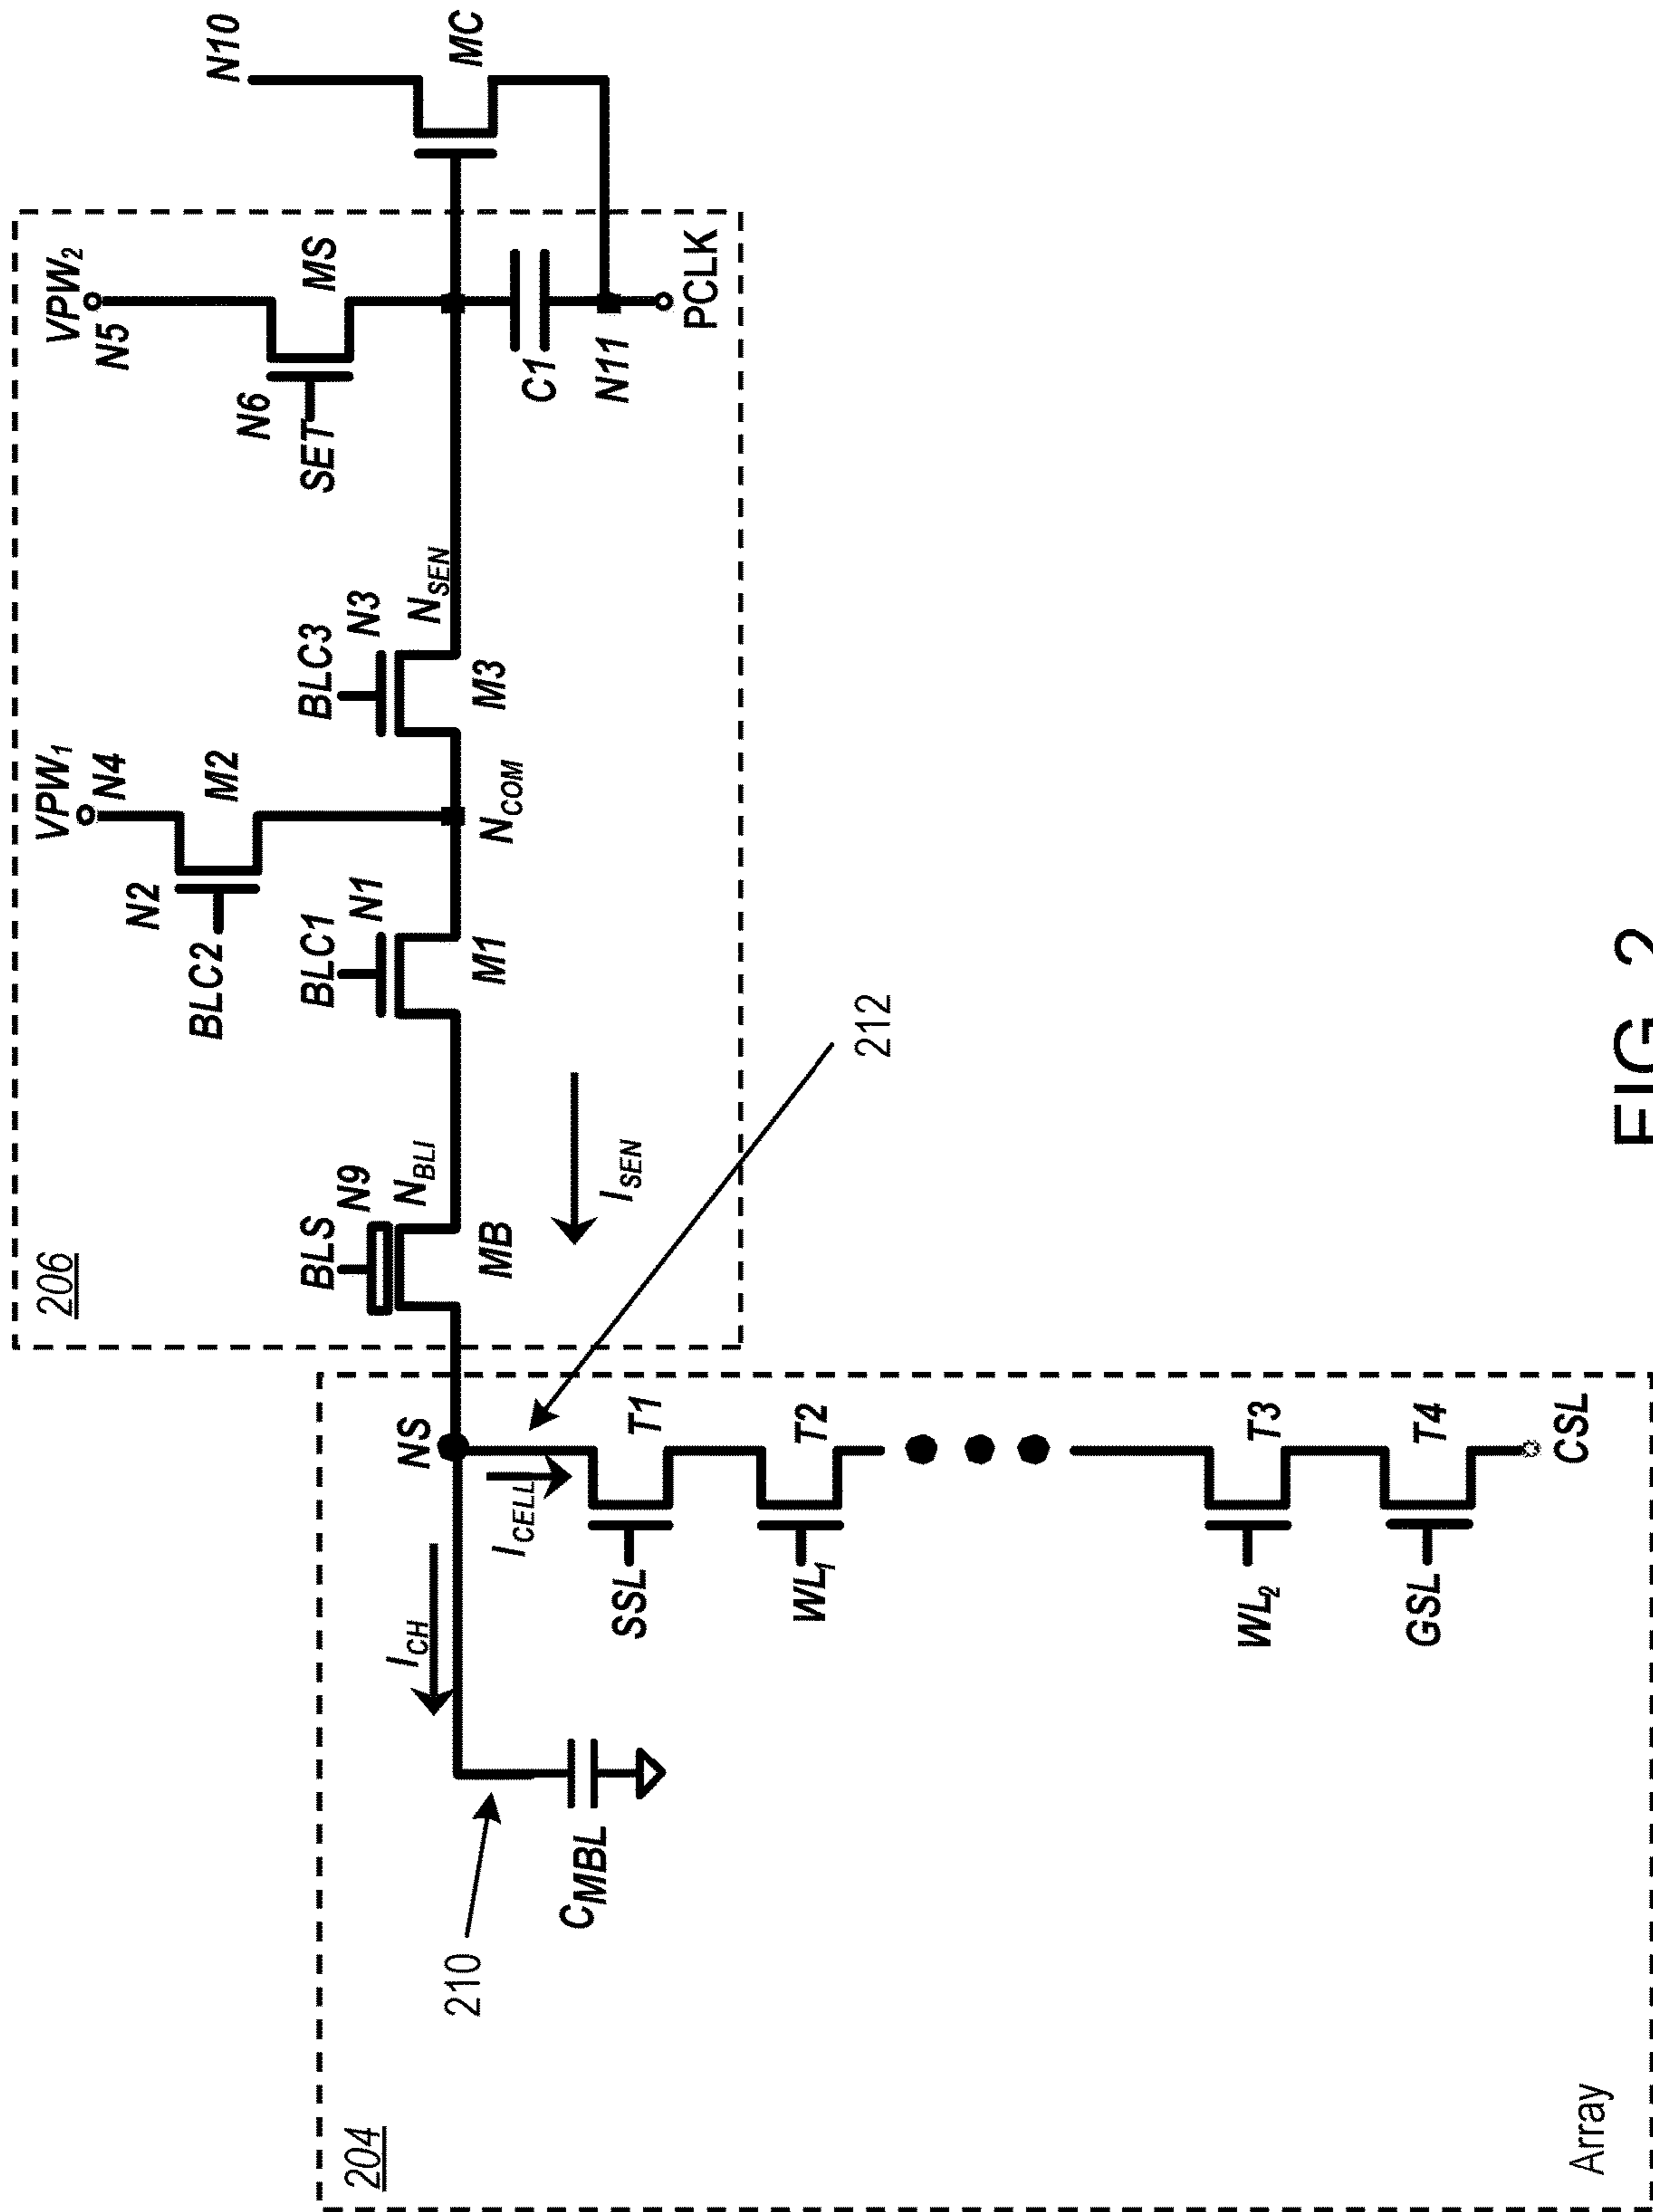 206
VPW1
N4
VPW2
N5
N2
M2
BLC2
N6
MS
SET
N10
BLS
N9
BLC1
N1
BLC3
N3
NBLI
NSEN
MB
M1
NCOM
M3
C1
MC
ISEN
N11
PCLK
212
204
NS
ICH
210
ICELL
CMBL
SSL
T1
WL1
T2
WL2
T3
GSL
T4
CSL
Array
FIG. 2